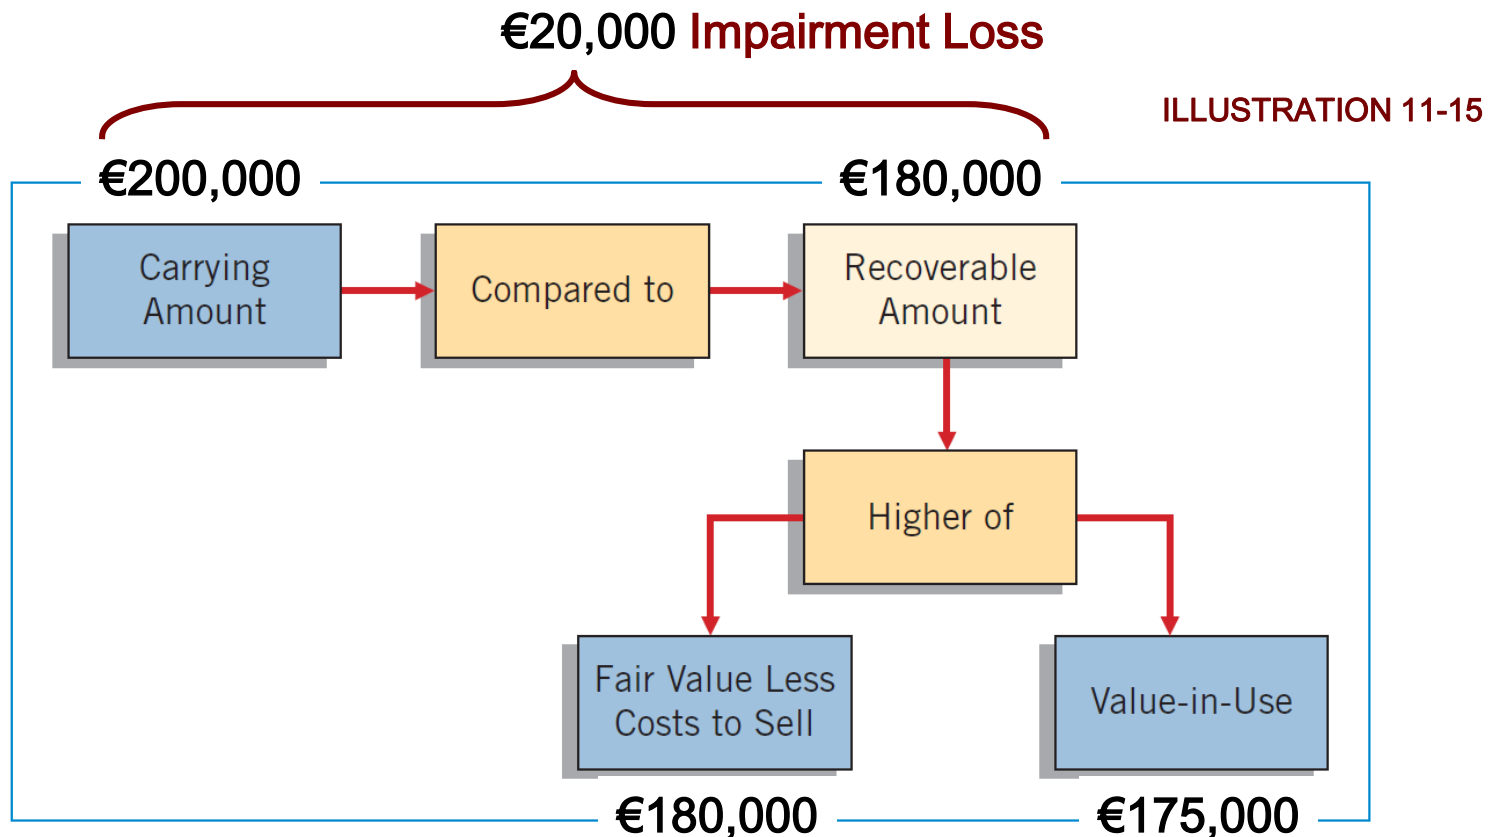 €20,000 Impairment Loss
ILLUSTRATION 11-15
€200,000
€180,000
Carrying
Amount
Compared to
Recoverable
Amount
Higher of
Fair Value Less
Costs to Sell
Value-in-Use
€180,000
€175,000